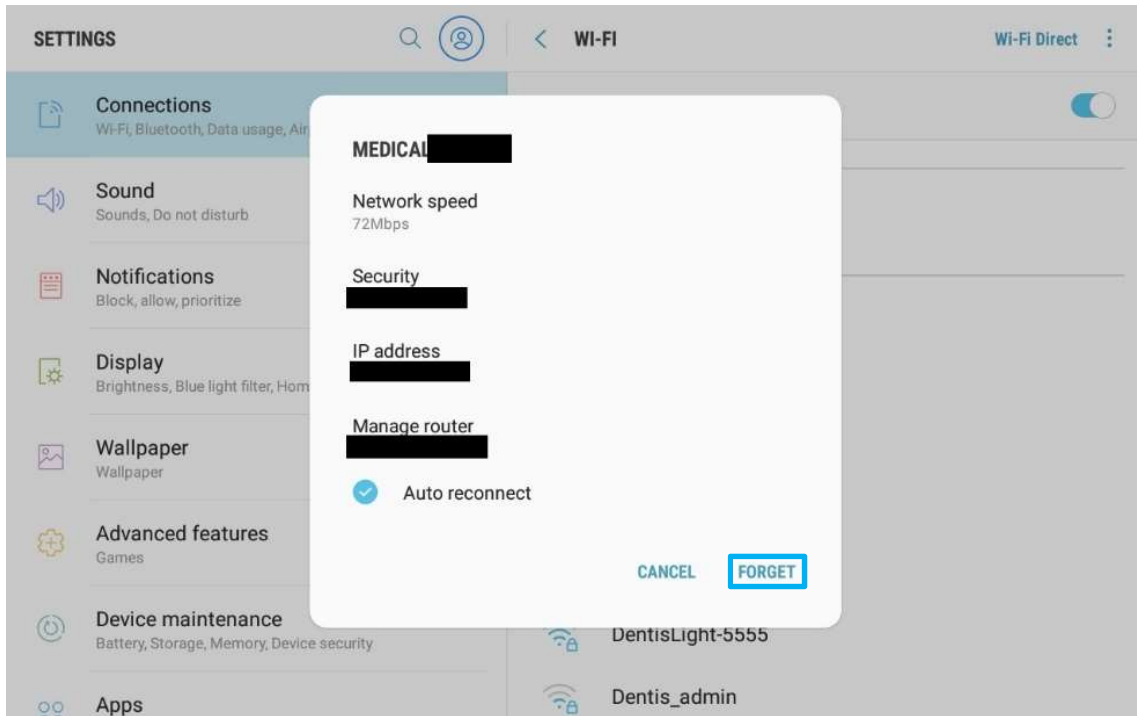 SETTINGS
WI-FI
Wi-Fi Direct
Connections
Wi-Fi, Bluetooth, Data usage, Air
Sound
Sounds, Do not disturb
Notifications
Block, allow, prioritize
Display
Brightness, Blue light filter, Hom
Wallpaper
Wallpaper
Advanced features
Games
Device maintenance
Battery, Storage, Memory, Device security
Apps
MEDICAL
Network speed
72Mbps
Security
IP address
Manage router
Auto reconnect
CANCEL
FORGET
DentisLight-5555
Dentis_admin